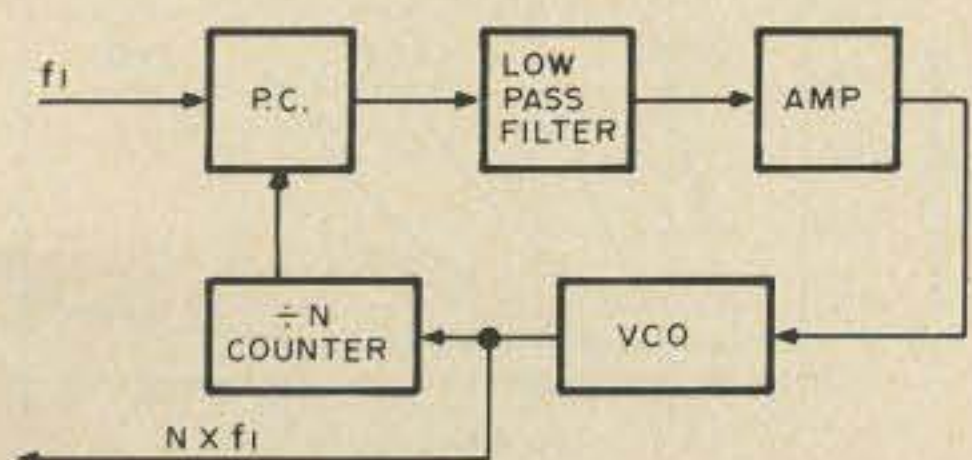 f1
P.C.
LOW
PASS
FILTER
AMP
÷ N
COUNTER
VCO
N X f1